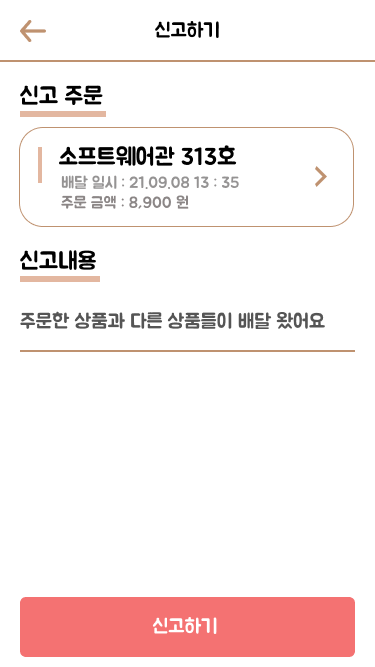 신고하기
신고 주문
소프트웨어관 313호
배달 일시 : 21.09.08 13 : 35
주문 금액 : 8,900 원
신고내용
주문한 상품과 다른 상품들이 배달 왔어요
신고하기